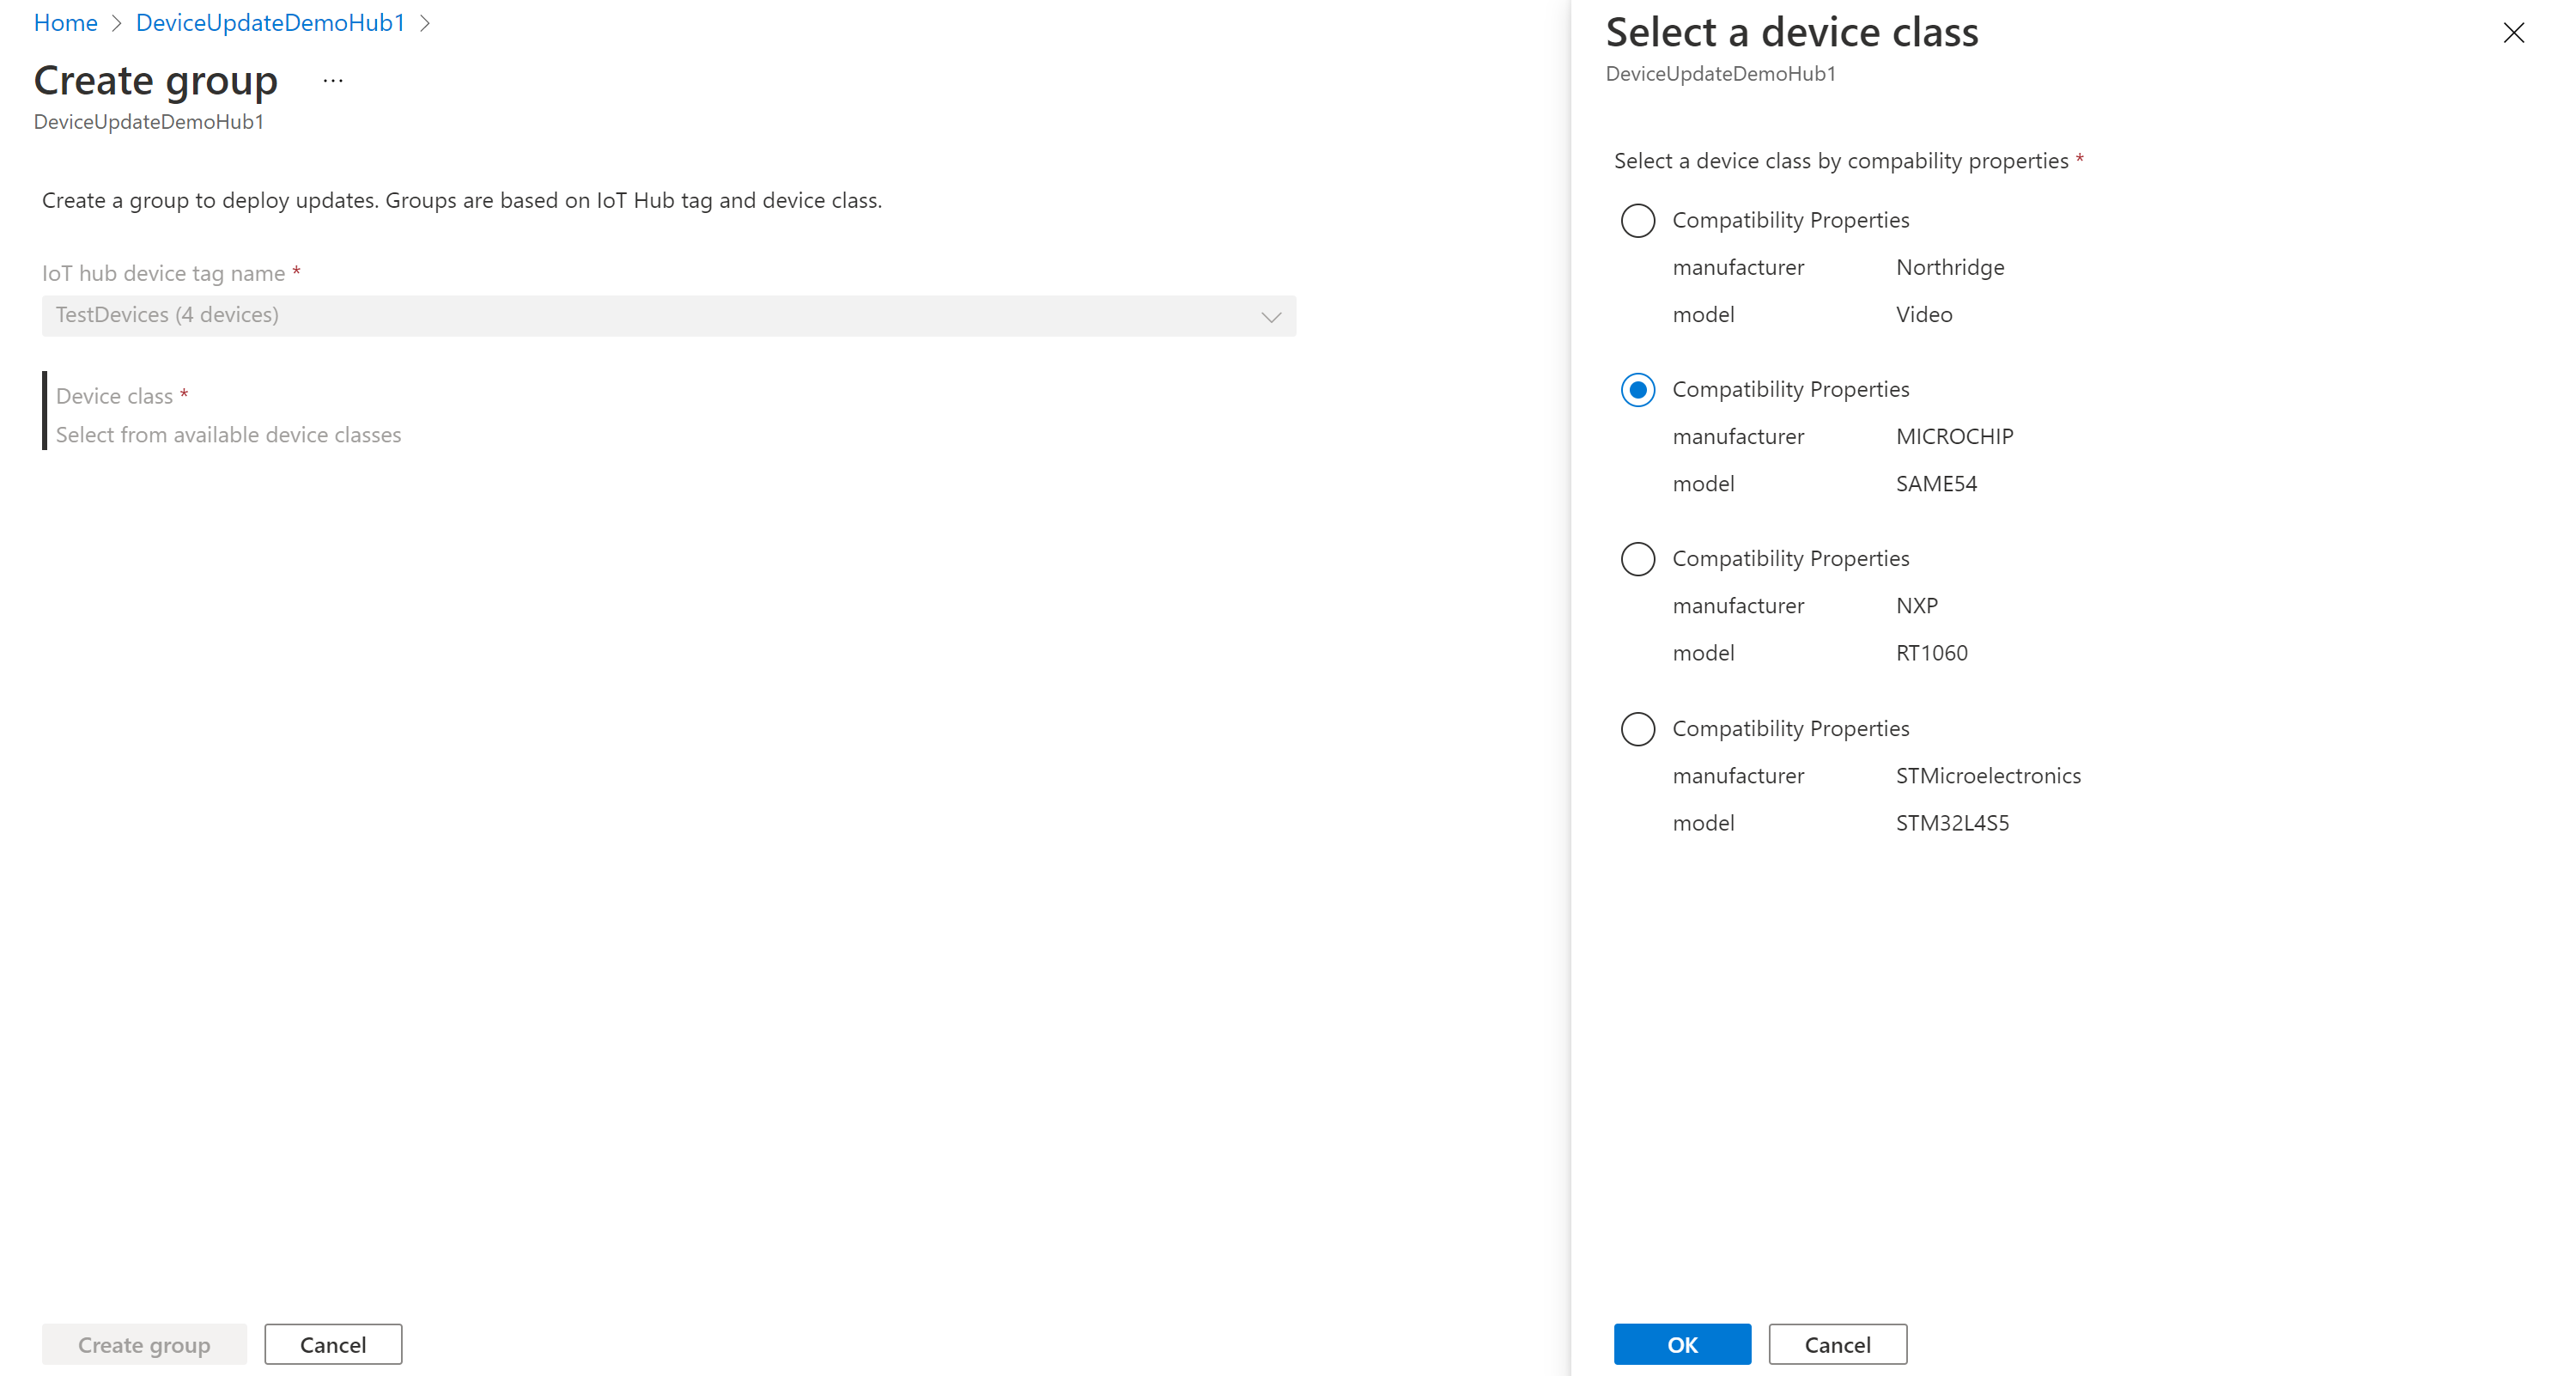 Home > DeviceUpdateDemoHub1 >
Create group ...
DeviceUpdateDemoHub1
Create a group to deploy updates. Groups are based on IoT Hub tag and device class.
IoT hub device tag name *
TestDevices (4 devices)
Device class *
Select from available device classes
Create group Cancel
Select a device class
DeviceUpdateDemoHub1
Select a device class by compability properties *
Compatibility Properties
manufacturer Northridge
model Video
Compatibility Properties
manufacturer MICROCHIP
model SAME54
Compatibility Properties
manufacturer NXP
model RT1060
Compatibility Properties
manufacturer STMicroelectronics
model STM32L4S5
OK Cancel